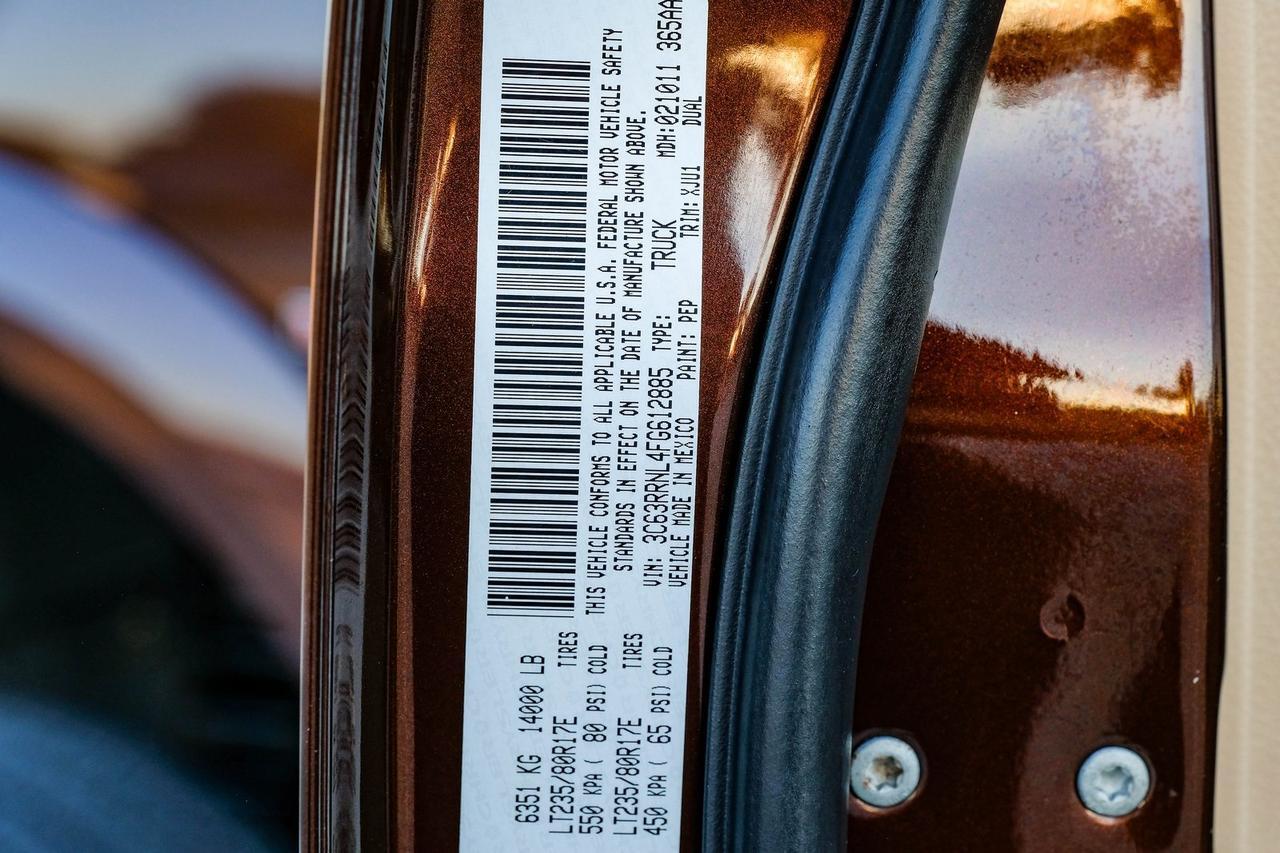 6351 KG 14000 LB
TIRES
LT235/80R17E
550 KPA ( 80 PSI) COLD
TIRES
LT235/80R17E
450 KPA ( 65 PSI) COLD
THIS VEHICLE CONFORMS TO ALL APPLICABLE U.S.A. FEDERAL MOTOR VEHICLE SAFETY
STANDARDS IN EFFECT ON THE DATE OF MANUFACTURE SHOWN ABOVE.
VIN: 3C63RRNL4FG612885 TYPE: TRUCK MDH:021011 365AA
VEHICLE MADE IN MEXICO PAINT: PEP TRIM: XJU1 DUAL